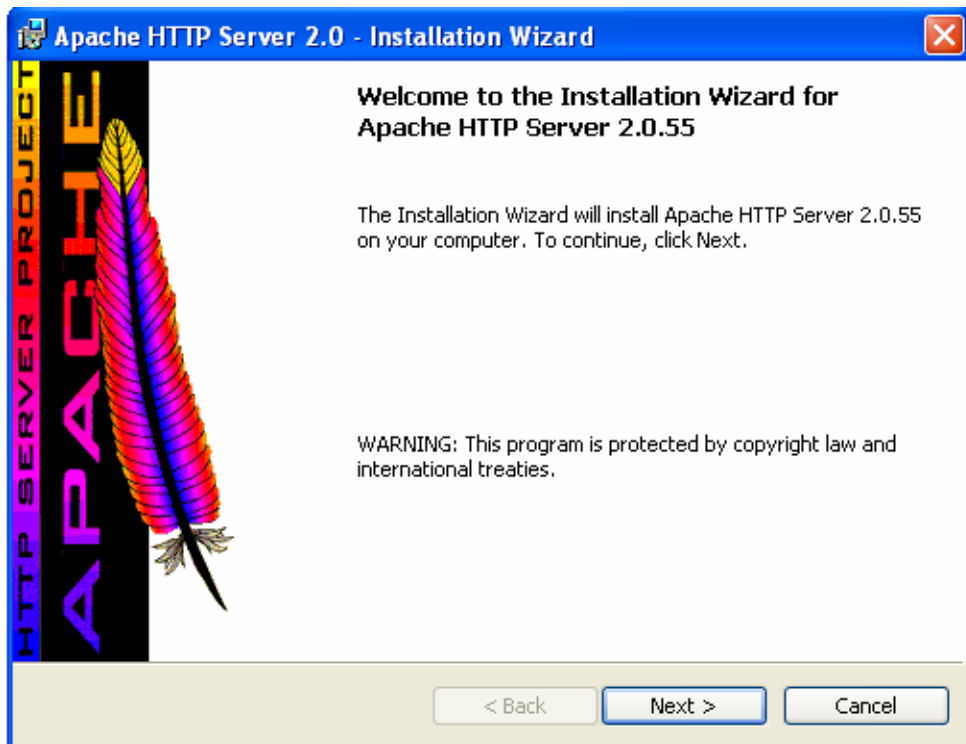 Apache HTTP Server 2.0 - Installation Wizard
HTTP SERVER PROJECT
APACHE
Welcome to the Installation Wizard for
Apache HTTP Server 2.0.55
The Installation Wizard will install Apache HTTP Server 2.0.55
on your computer. To continue, click Next.
WARNING: This program is protected by copyright law and
international treaties.
< Back
Next >
Cancel